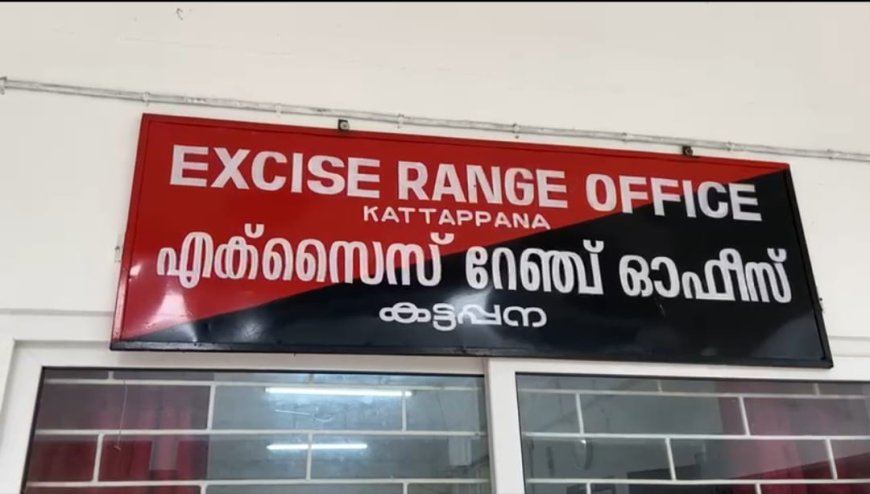 EXCISE RANGE OFFICE
KATTAPPANA
എക്സൈസ് റേഞ്ച് ഓഫീസ്
കട്ടപ്പന